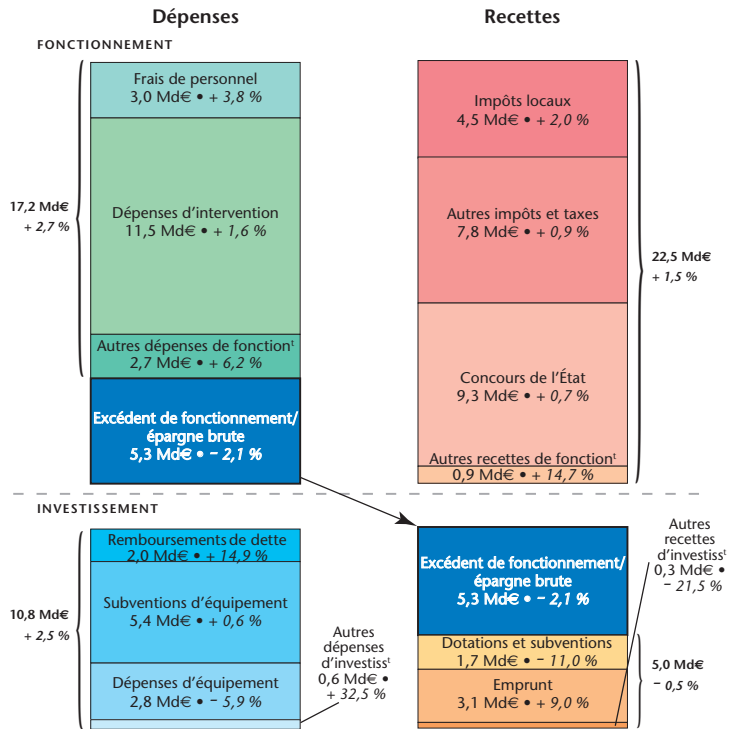 Dépenses
Recettes
FONCTIONNEMENT
Frais de personnel
3,0 Md€ • + 3,8 %
Dépenses d'intervention
11,5 Md€ • + 1,6 %
17,2 Md€
+ 2,7 %
Autres dépenses de fonctionᵗ
2,7 Md€ • + 6,2 %
Excédent de fonctionnement/
épargne brute
5,3 Md€ • – 2,1 %
Impôts locaux
4,5 Md€ • + 2,0 %
Autres impôts et taxes
7,8 Md€ • + 0,9 %
22,5 Md€
+ 1,5 %
Concours de l'État
9,3 Md€ • + 0,7 %
Autres recettes de fonctionᵗ
0,9 Md€ • + 14,7 %
INVESTISSEMENT
Remboursements de dette
2,0 Md€ • + 14,9 %
Subventions d'équipement
5,4 Md€ • + 0,6 %
10,8 Md€
+ 2,5 %
Dépenses d'équipement
2,8 Md€ • – 5,9 %
Autres
dépenses
d'investissᵗ
0,6 Md€ •
+ 32,5 %
Excédent de fonctionnement/
épargne brute
5,3 Md€ • – 2,1 %
Dotations et subventions
1,7 Md€ • – 11,0 %
Emprunt
3,1 Md€ • + 9,0 %
5,0 Md€
– 0,5 %
Autres
recettes
d'investissᵗ
0,3 Md€ •
– 21,5 %